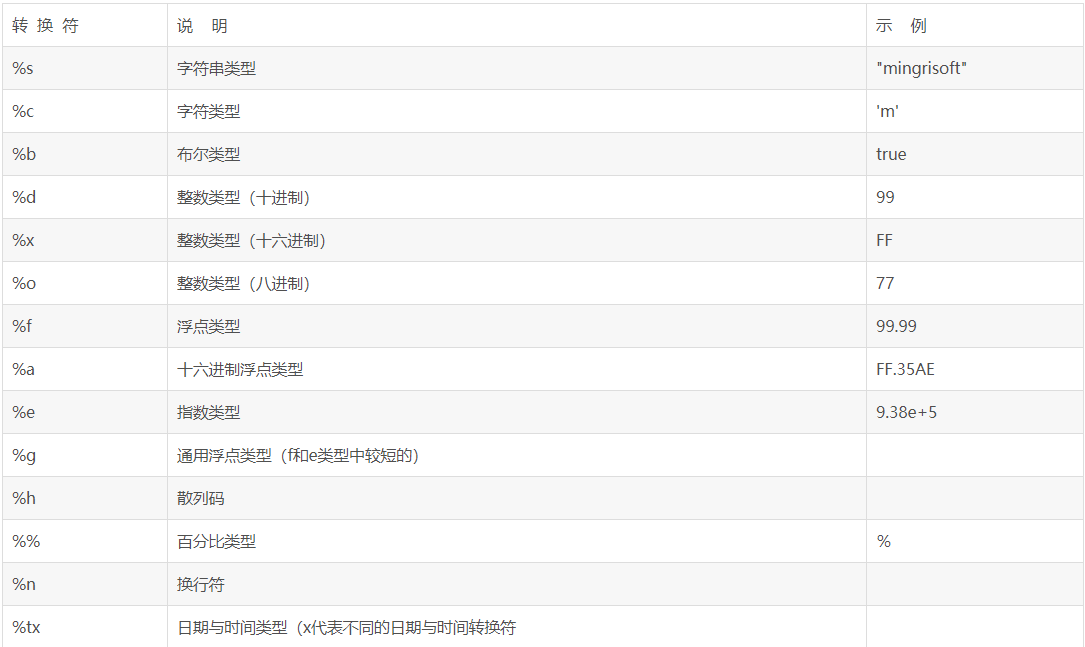 转 换 符 说 明 示 例
%s 字符串类型 "mingrisoft"
%c 字符类型 'm'
%b 布尔类型 true
%d 整数类型（十进制） 99
%x 整数类型（十六进制） FF
%o 整数类型（八进制） 77
%f 浮点类型 99.99
%a 十六进制浮点类型 FF.35AE
%e 指数类型 9.38e+5
%g 通用浮点类型（f和e类型中较短的）
%h 散列码
%% 百分比类型 %
%n 换行符
%tx 日期与时间类型（x代表不同的日期与时间转换符